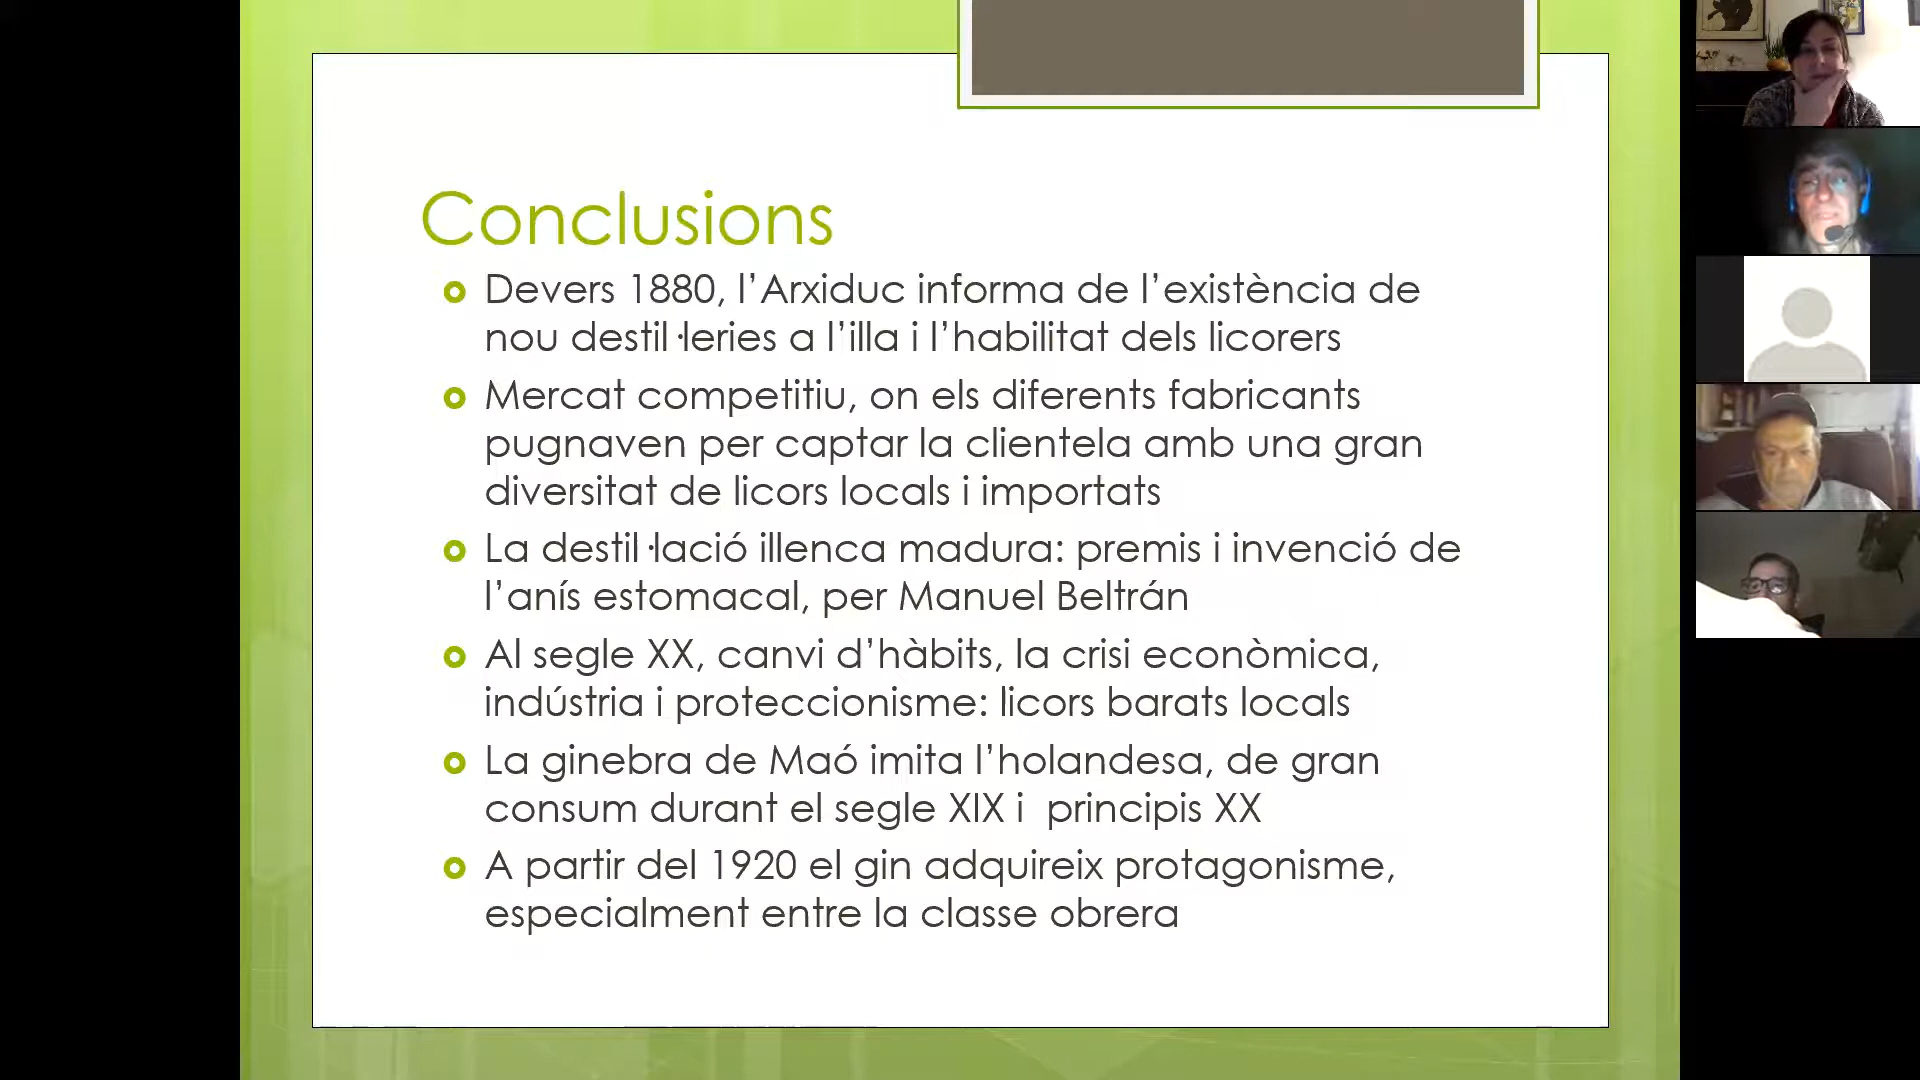 Conclusions
Devers 1880, l’Arxiduc informa de l’existència de
nou destil·leries a l’illa i l’habilitat dels licorers
Mercat competitiu, on els diferents fabricants
pugnaven per captar la clientela amb una gran
diversitat de licors locals i importats
La destil·lació illenca madura: premis i invenció de
l’anís estomacal, per Manuel Beltrán
Al segle XX, canvi d’hàbits, la crisi econòmica,
indústria i proteccionisme: licors barats locals
La ginebra de Maó imita l’holandesa, de gran
consum durant el segle XIX i  principis XX
A partir del 1920 el gin adquireix protagonisme,
especialment entre la classe obrera